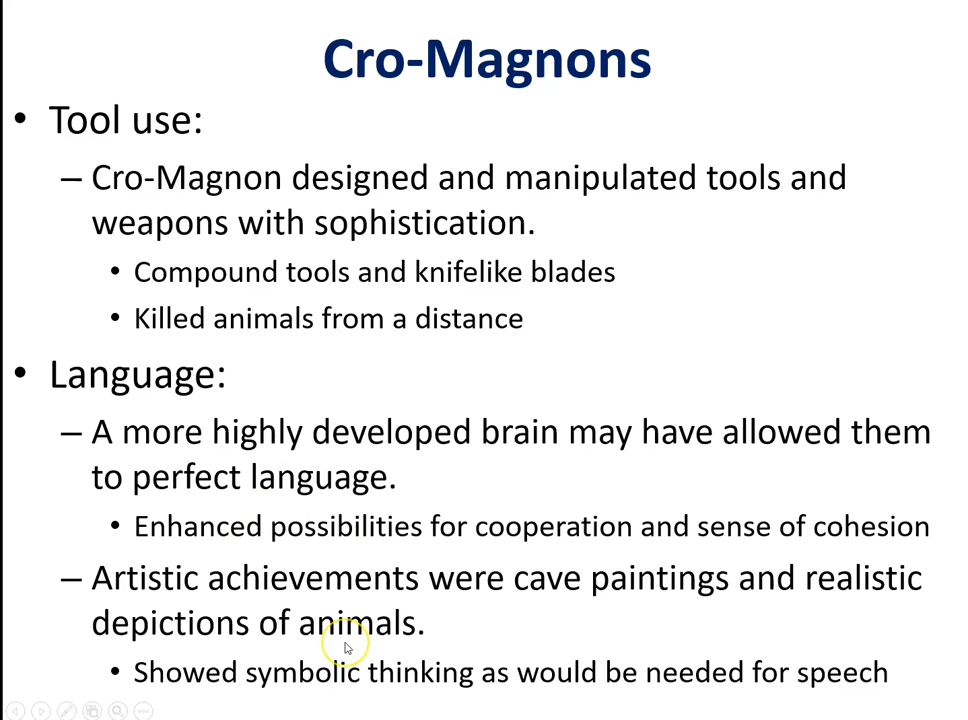 Cro-Magnons
• Tool use:
– Cro-Magnon designed and manipulated tools and
weapons with sophistication.
• Compound tools and knifelike blades
• Killed animals from a distance
• Language:
– A more highly developed brain may have allowed them
to perfect language.
• Enhanced possibilities for cooperation and sense of cohesion
– Artistic achievements were cave paintings and realistic
depictions of animals.
• Showed symbolic thinking as would be needed for speech